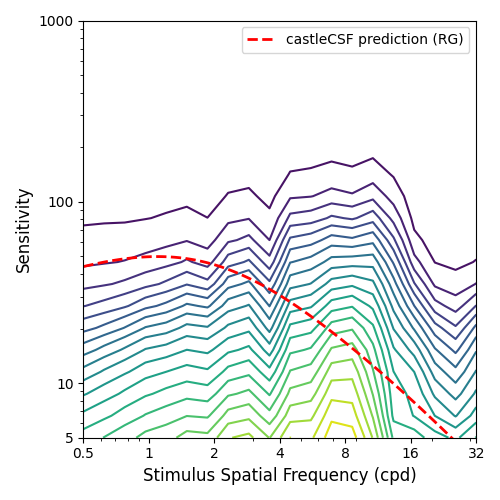 1000
castleCSF prediction (RG)
100
10
5
Sensitivity
0.5 1 2 4 8 16 32
Stimulus Spatial Frequency (cpd)